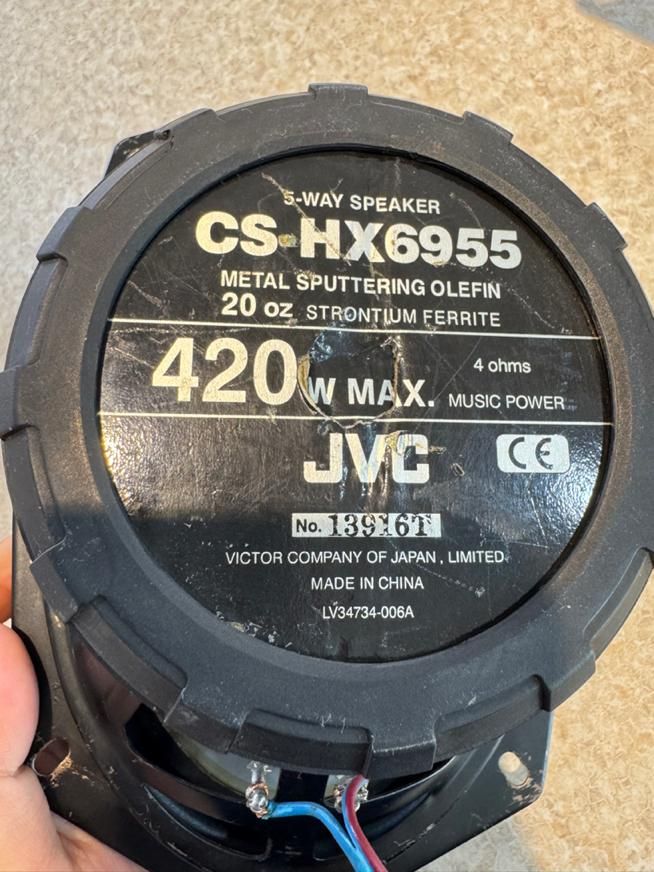 5-WAY SPEAKER
CS-HX6955
METAL SPUTTERING OLEFIN
20 oz STRONTIUM FERRITE
420W MAX. 4 ohms MUSIC POWER
JVC CE
No. 13916T
VICTOR COMPANY OF JAPAN, LIMITED
MADE IN CHINA
LV34734-006A